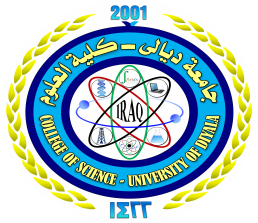 2001
جامعة ديالى - كلية العلوم
IRAQ
COLLEGE OF SCIENCE - UNIVERSITY OF DIYALA
١٤٢٢